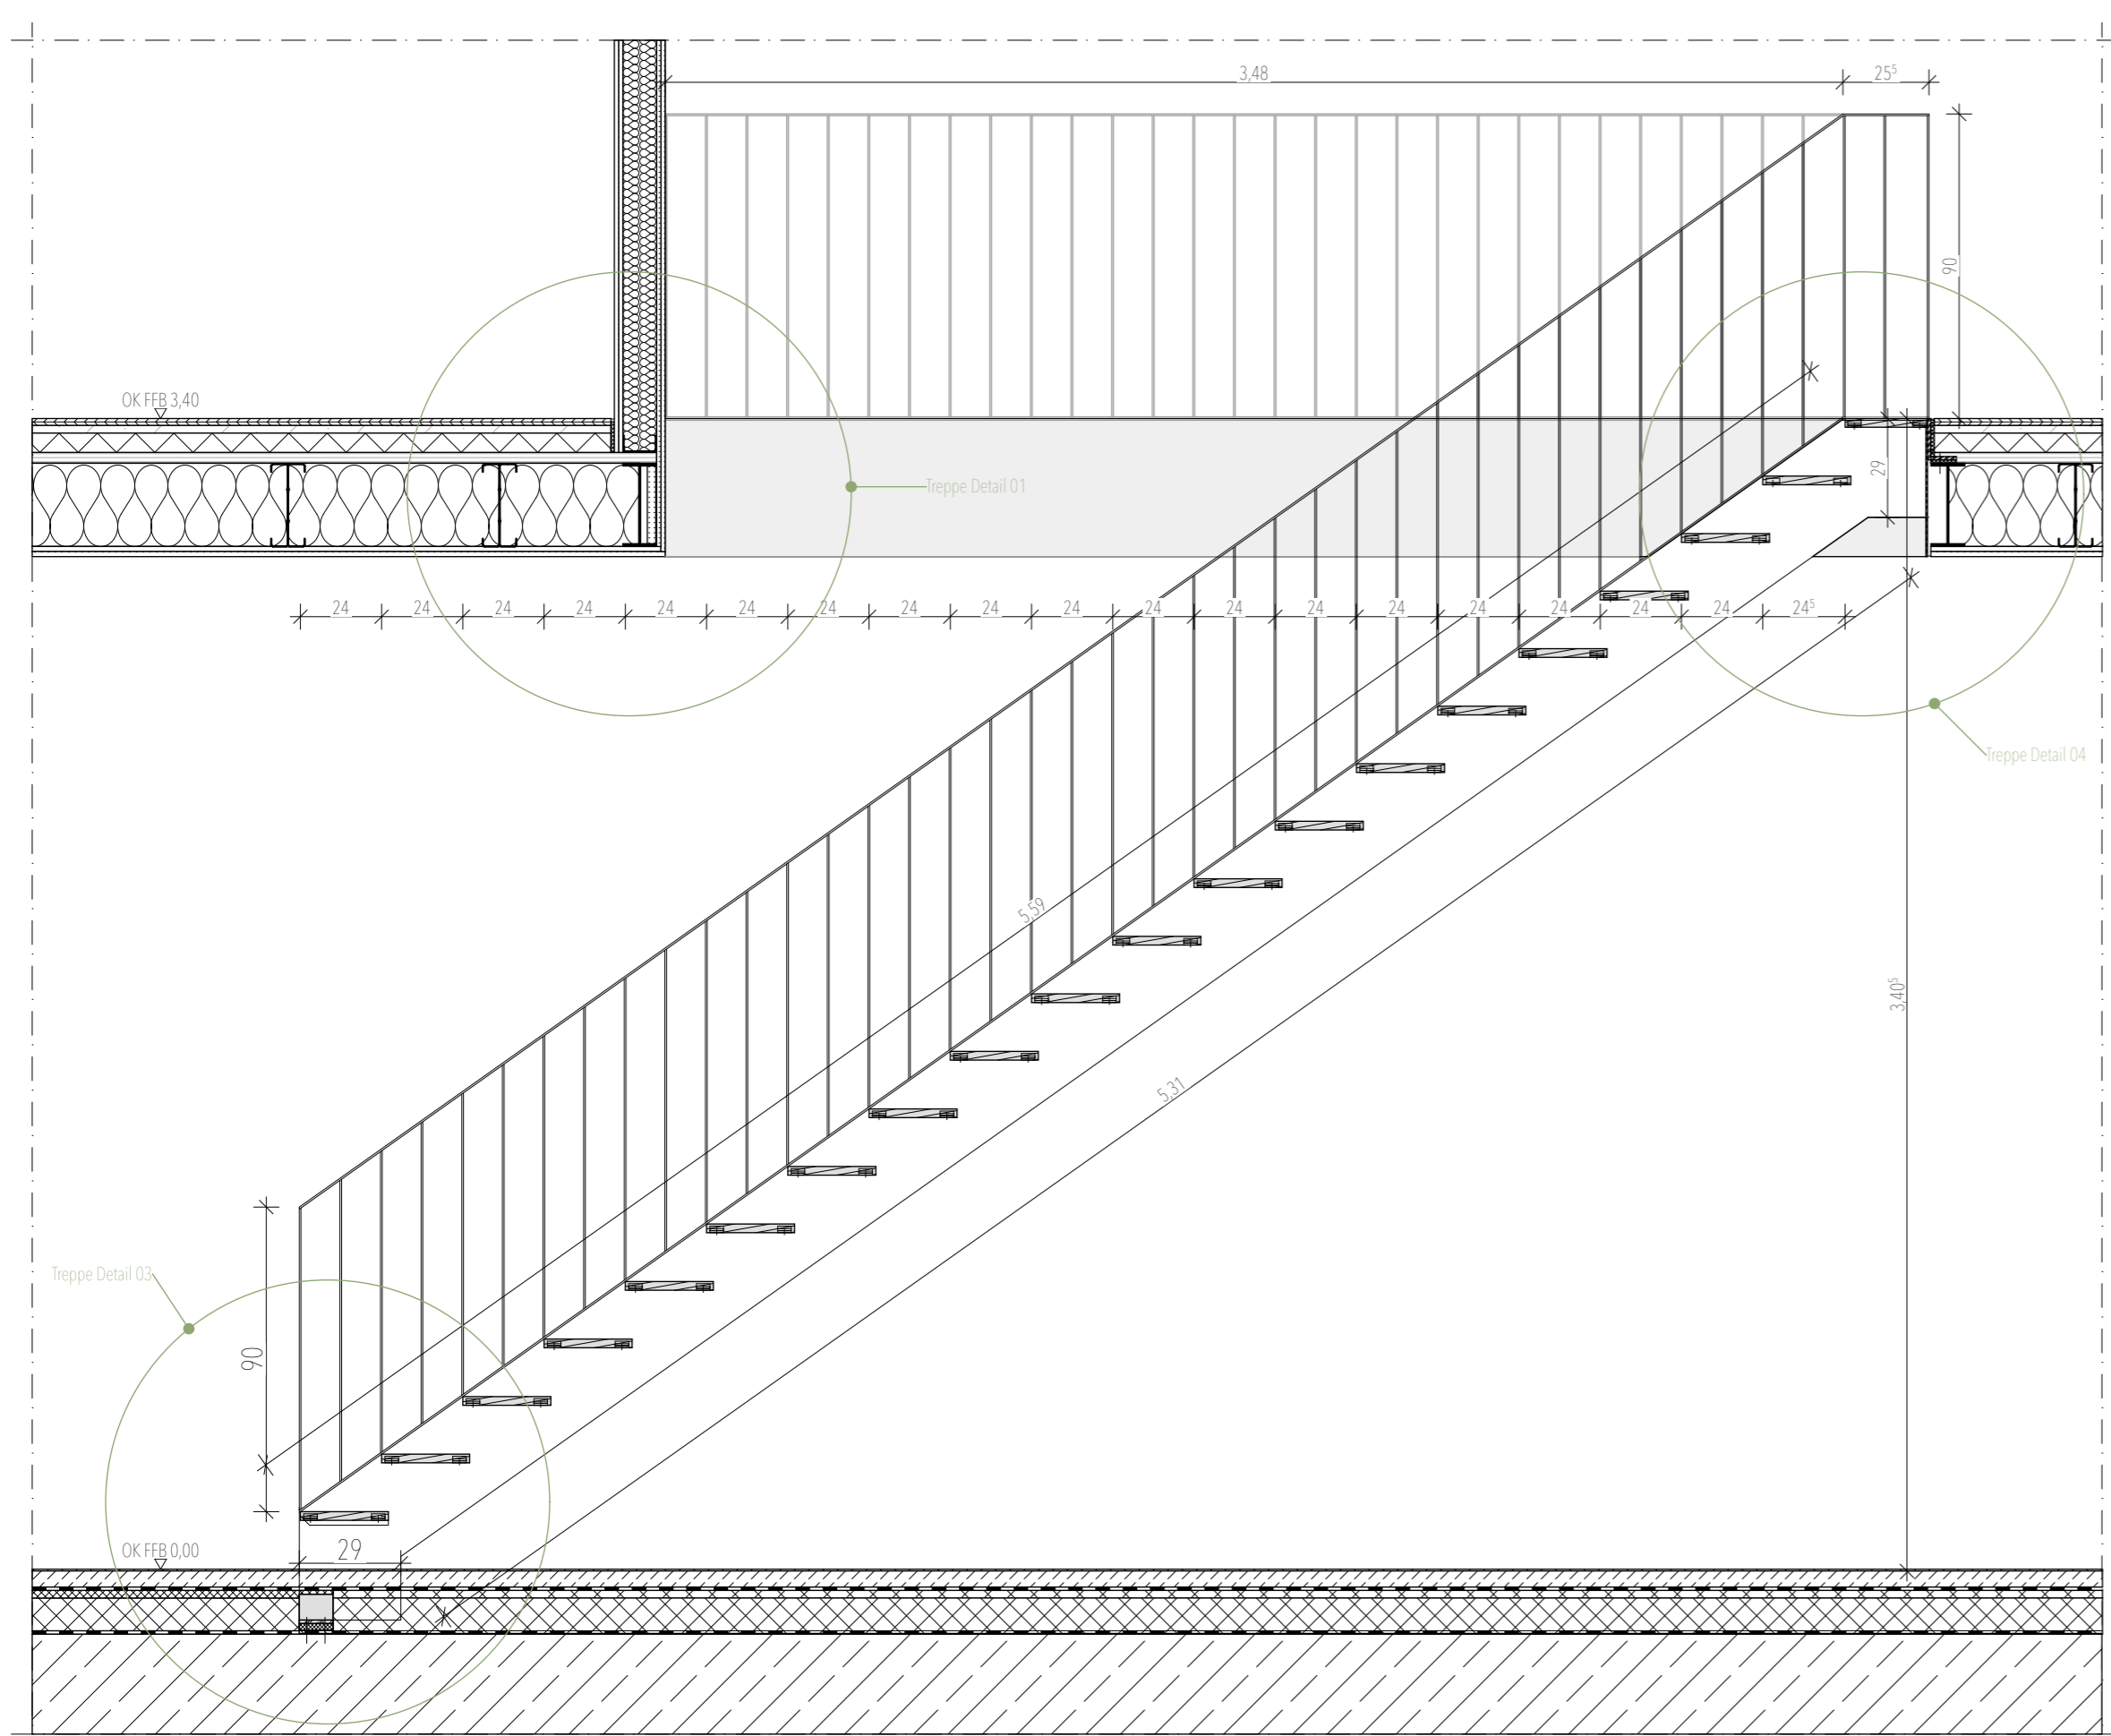 3,48
25⁵
90
OK FFB 3,40
29
Treppe Detail 01
24 24 24 24 24 24 24 24 24 24 24 24 24 24 24 24 24 24 24⁵
Treppe Detail 04
5,59
3,40⁵
5,31
Treppe Detail 03
90
OK FFB 0,00
29